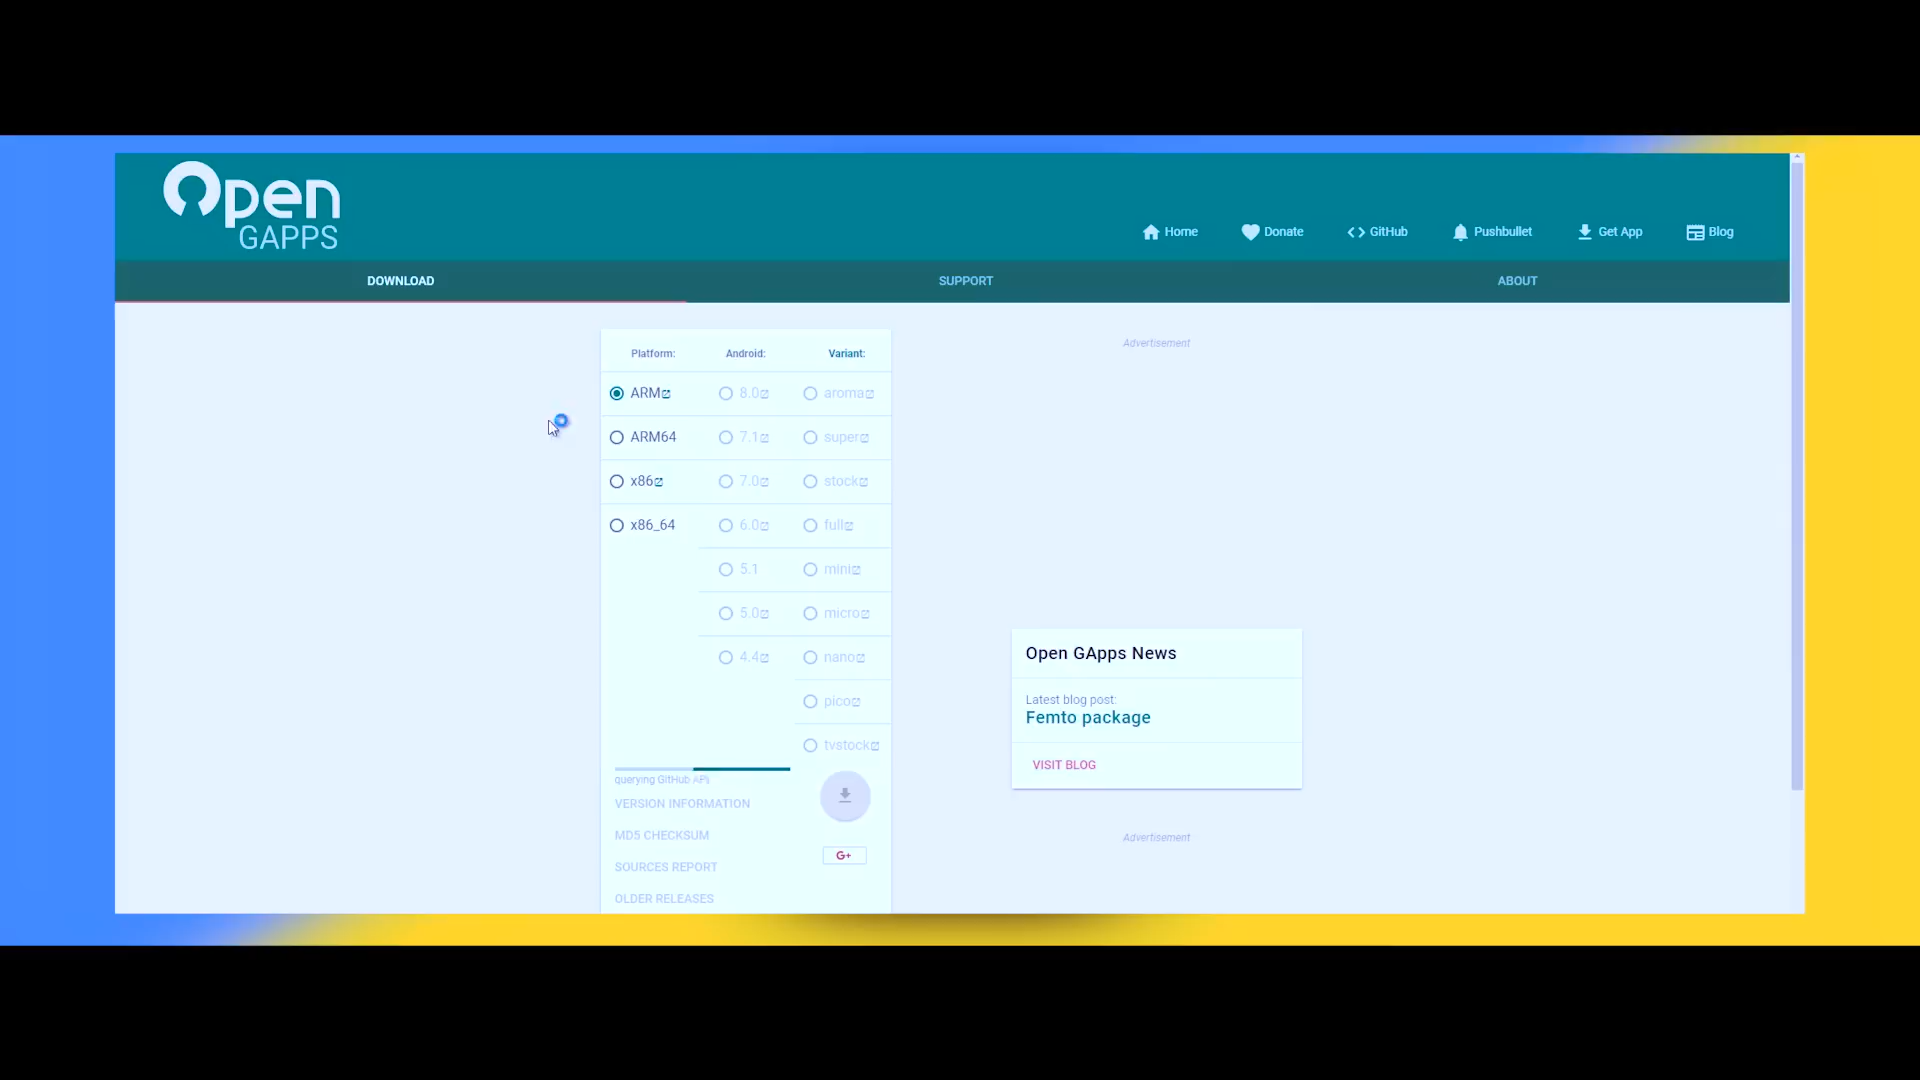 Open
GAPPS
Home Donate GitHub Pushbullet Get App Blog
DOWNLOAD SUPPORT ABOUT
Platform: Android: Variant:
Advertisement
ARM 8.0 aroma
ARM64 7.1 super
x86 7.0 stock
x86_64 6.0 full
5.1 mini
5.0 micro
4.4 nano
pico
tvstock
querying GitHub API
VERSION INFORMATION
MD5 CHECKSUM
SOURCES REPORT
OLDER RELEASES
G+
Open GApps News
Latest blog post:
Femto package
VISIT BLOG
Advertisement